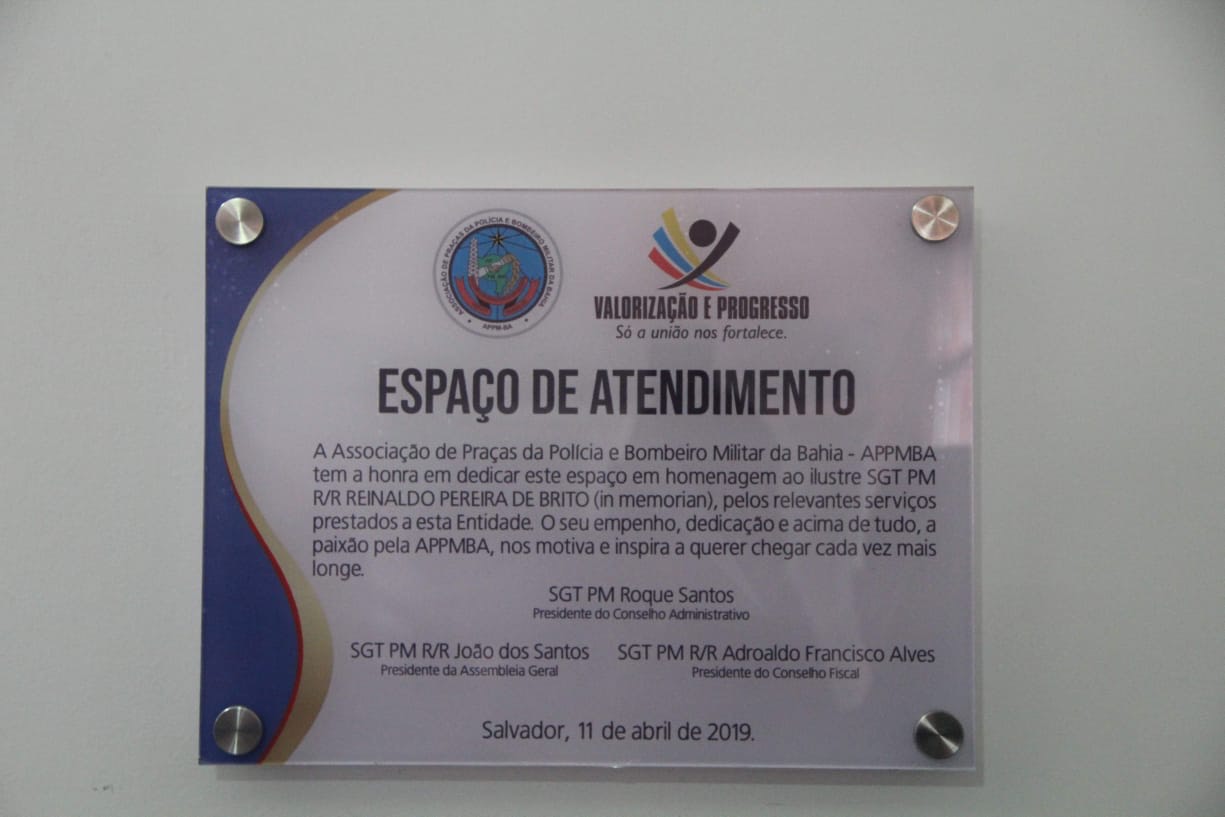 ASSOCIAÇÃO DE PRAÇAS DA POLÍCIA E BOMBEIRO MILITAR DA BAHIA
APPM-BA
VALORIZAÇÃO E PROGRESSO
Só a união nos fortalece.
ESPAÇO DE ATENDIMENTO
A Associação de Praças da Polícia e Bombeiro Militar da Bahia - APPMBA
tem a honra em dedicar este espaço em homenagem ao ilustre SGT PM
R/R REINALDO PEREIRA DE BRITO (in memorian), pelos relevantes serviços
prestados a esta Entidade. O seu empenho, dedicação e acima de tudo, a
paixão pela APPMBA, nos motiva e inspira a querer chegar cada vez mais
longe.
SGT PM Roque Santos
Presidente do Conselho Administrativo
SGT PM R/R João dos Santos
Presidente da Assembleia Geral
SGT PM R/R Adroaldo Francisco Alves
Presidente do Conselho Fiscal
Salvador, 11 de abril de 2019.